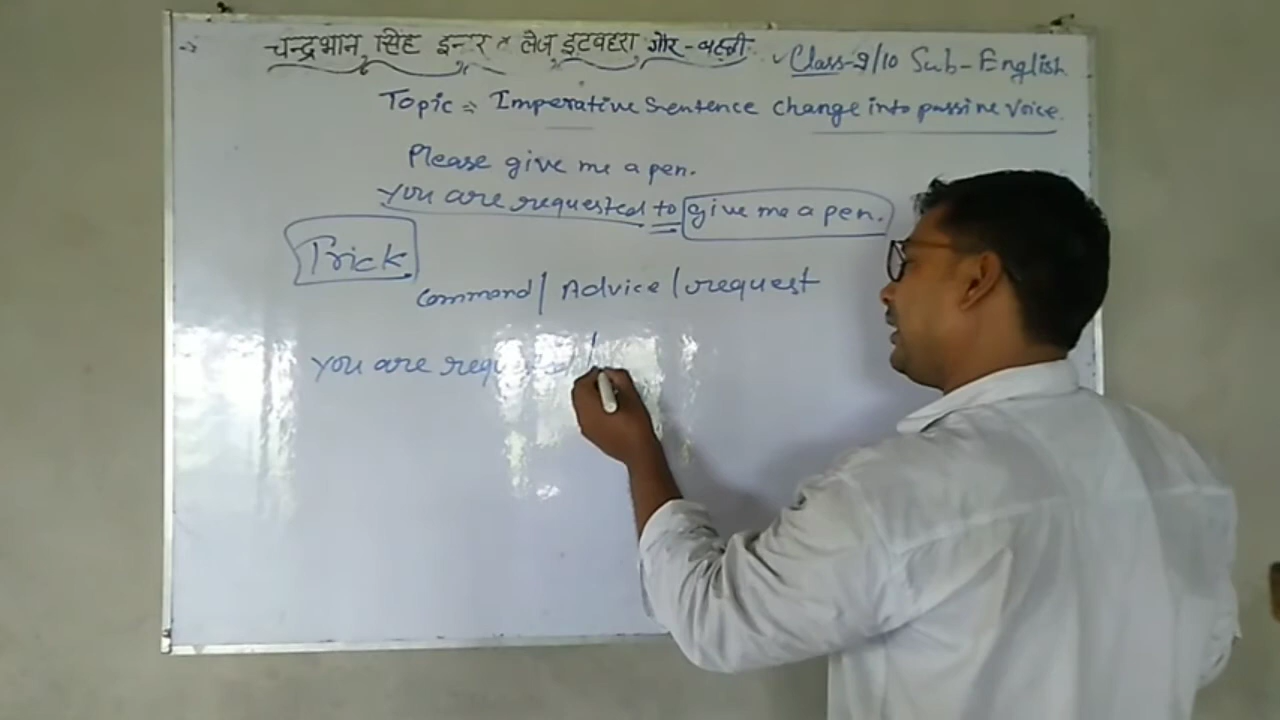 चन्द्रभान सिंह इन्टर लेज इटवहरा गौर-बस्ती
Class-9/10 Sub-English
Topic:- Imperative Sentence change into passive Voice.
Please give me a pen.
You are requested to give me a pen.
Trick
Command/ Advice/request
You are requested/